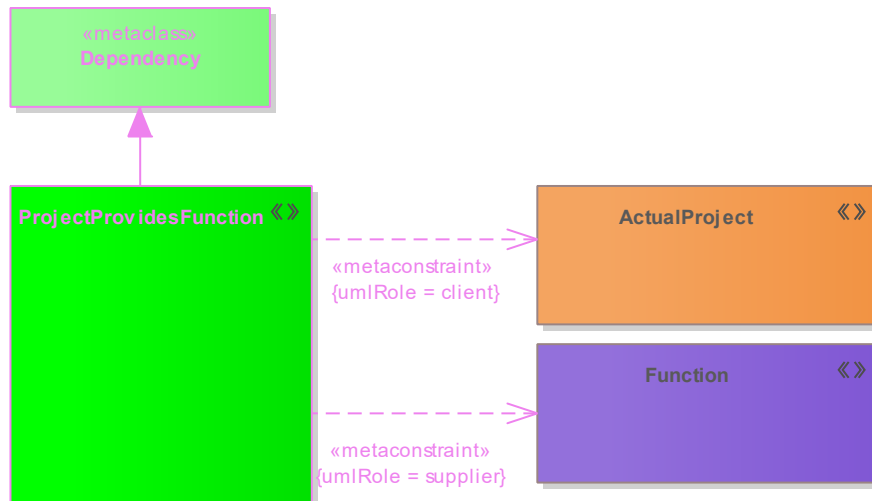 «metaclass»
Dependency
ProjectProvidesFunction «»
ActualProject «»
«metaconstraint»
{umlRole = client}
Function «»
«metaconstraint»
{umlRole = supplier}